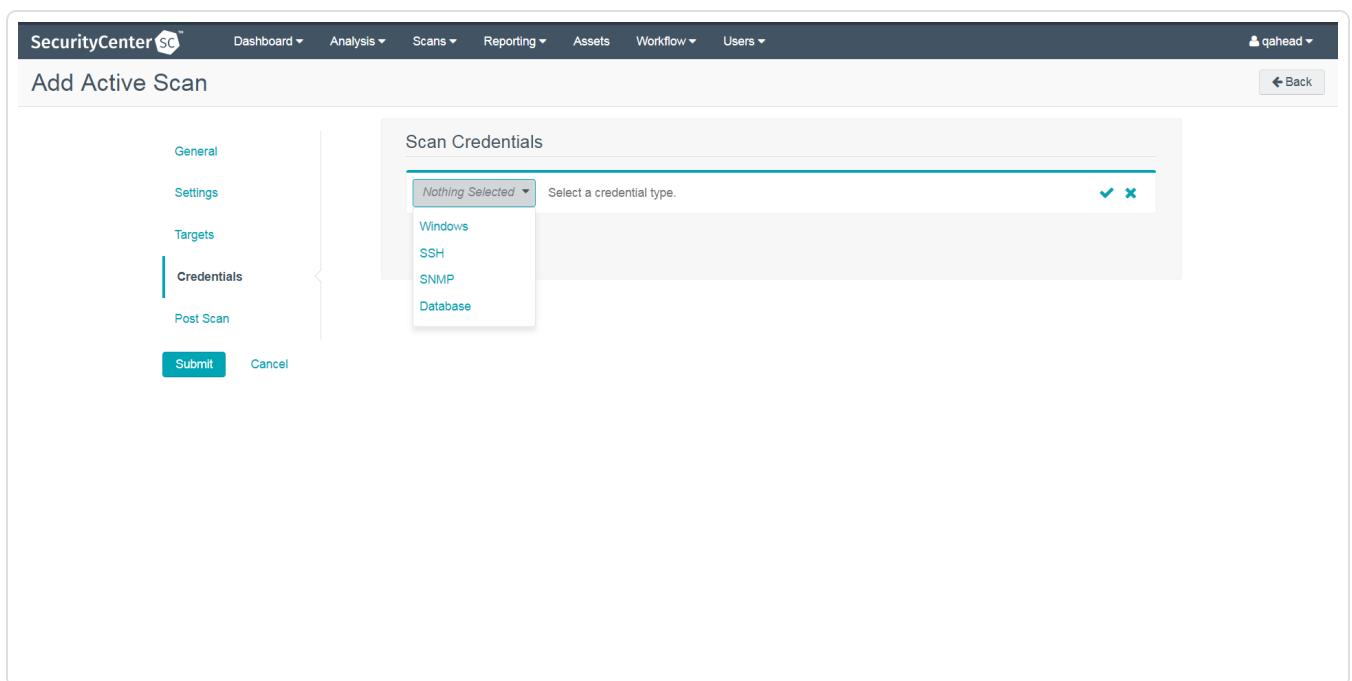 SecurityCenter SC™ Dashboard Analysis Scans Reporting Assets Workflow Users qahead
Add Active Scan Back
Scan Credentials
General
Nothing Selected Select a credential type.
Settings
Windows
Targets
SSH
Credentials
SNMP
Database
Post Scan
Submit Cancel